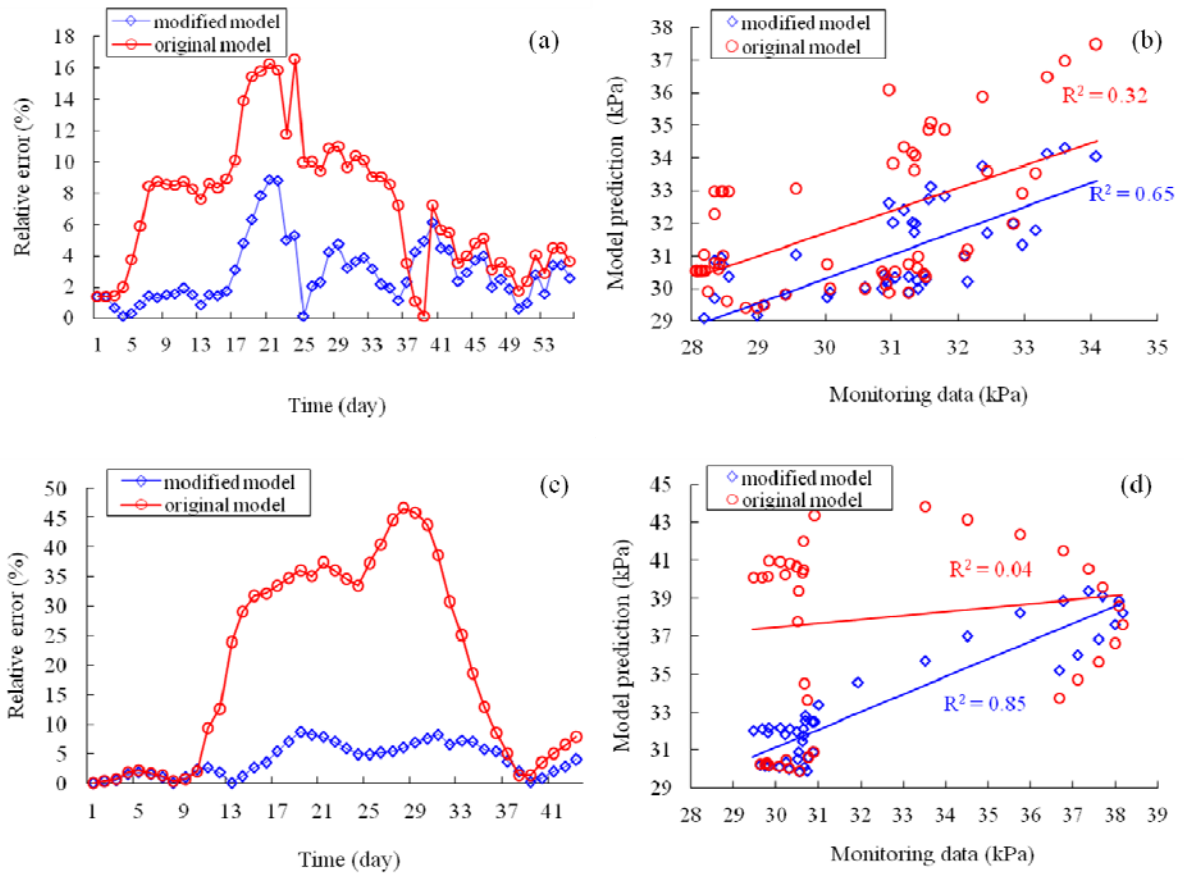 modified model
original model
(a)
18
16
14
12
10
8
6
4
2
0
Relative error (%)
1 5 9 13 17 21 25 29 33 37 41 45 49 53
Time (day)
modified model
original model
(b)
37
36
35
34
33
32
31
30
29
Model prediction (kPa)
R² = 0.32
R² = 0.65
28 29 30 31 32 33 34 35
Monitoring data (kPa)
modified model
original model
(c)
50
45
40
35
30
25
20
15
10
5
0
Relative error (%)
1 5 9 13 17 21 25 29 33 37 41
Time (day)
modified model
original model
(d)
45
43
41
39
37
35
33
31
29
Model prediction (kPa)
R² = 0.04
R² = 0.85
28 29 30 31 32 33 34 35 36 37 38 39
Monitoring data (kPa)